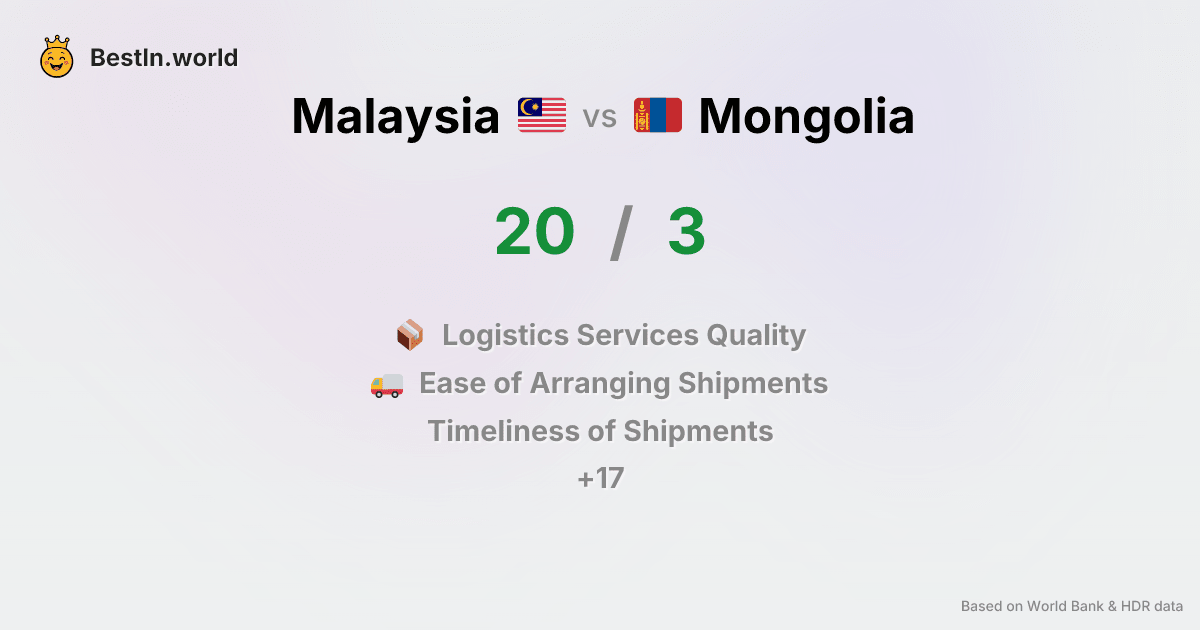 BestIn.world
Malaysia vs Mongolia
20 / 3
Logistics Services Quality
Ease of Arranging Shipments
Timeliness of Shipments
+17
Based on World Bank & HDR data